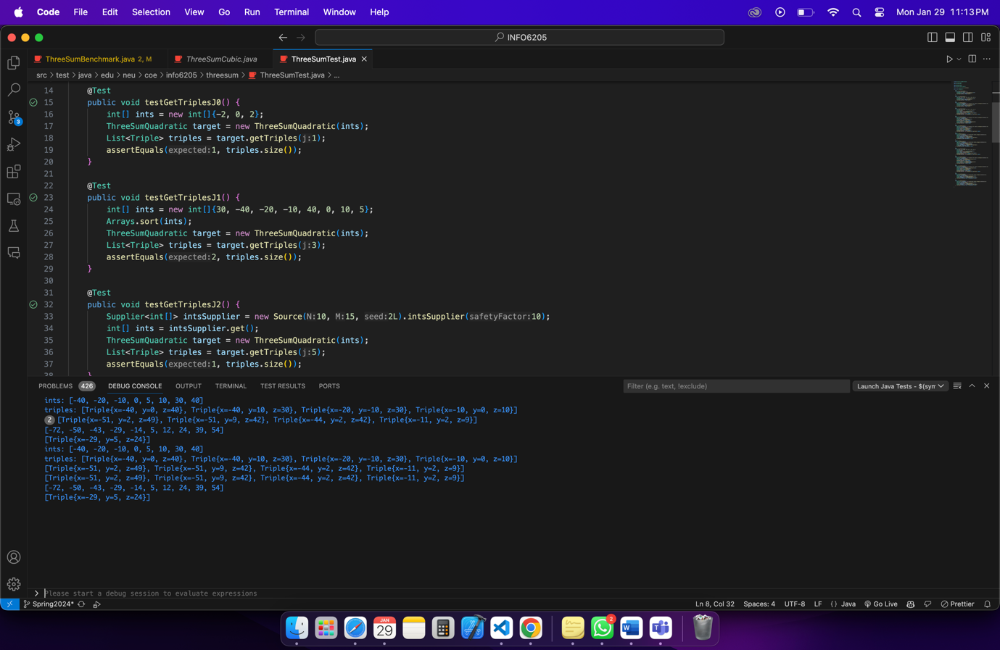 Code File Edit Selection View Go Run Terminal Window Help Mon Jan 29 11:13 PM
INFO6205
ThreeSumBenchmark.java 2, M ThreeSumCubic.java ThreeSumTest.java
src > test > java > edu > neu > coe > info6205 > threesum > ThreeSumTest.java > ...
14 @Test
15 public void testGetTriplesJ0() {
16 int[] ints = new int[]{-2, 0, 2};
17 ThreeSumQuadratic target = new ThreeSumQuadratic(ints);
18 List<Triple> triples = target.getTriples(j:1);
19 assertEquals(expected:1, triples.size());
20 }
21
22 @Test
23 public void testGetTriplesJ1() {
24 int[] ints = new int[]{30, -40, -20, -10, 40, 0, 10, 5};
25 Arrays.sort(ints);
26 ThreeSumQuadratic target = new ThreeSumQuadratic(ints);
27 List<Triple> triples = target.getTriples(j:3);
28 assertEquals(expected:2, triples.size());
29 }
30
31 @Test
32 public void testGetTriplesJ2() {
33 Supplier<int[]> intsSupplier = new Source(N:10, M:15, seed:2L).intsSupplier(safetyFactor:10);
34 int[] ints = intsSupplier.get();
35 ThreeSumQuadratic target = new ThreeSumQuadratic(ints);
36 List<Triple> triples = target.getTriples(j:5);
37 assertEquals(expected:1, triples.size());
38 }
3
PROBLEMS 426 DEBUG CONSOLE OUTPUT TERMINAL TEST RESULTS PORTS Filter (e.g. text, !exclude) Launch Java Tests - $(syn
ints: [-40, -20, -10, 0, 5, 10, 30, 40]
triples: [Triple{x=-40, y=0, z=40}, Triple{x=-40, y=10, z=30}, Triple{x=-20, y=-10, z=30}, Triple{x=-10, y=0, z=10}]
2 [Triple{x=-51, y=2, z=49}, Triple{x=-51, y=9, z=42}, Triple{x=-44, y=2, z=42}, Triple{x=-11, y=2, z=9}]
[-72, -50, -43, -29, -14, 5, 12, 24, 39, 54]
[Triple{x=-29, y=5, z=24}]
ints: [-40, -20, -10, 0, 5, 10, 30, 40]
triples: [Triple{x=-40, y=0, z=40}, Triple{x=-40, y=10, z=30}, Triple{x=-20, y=-10, z=30}, Triple{x=-10, y=0, z=10}]
[Triple{x=-51, y=2, z=49}, Triple{x=-51, y=9, z=42}, Triple{x=-44, y=2, z=42}, Triple{x=-11, y=2, z=9}]
[Triple{x=-51, y=2, z=49}, Triple{x=-51, y=9, z=42}, Triple{x=-44, y=2, z=42}, Triple{x=-11, y=2, z=9}]
[-72, -50, -43, -29, -14, 5, 12, 24, 39, 54]
[Triple{x=-29, y=5, z=24}]
Please start a debug session to evaluate expressions
Spring2024* Ln 8, Col 32 Spaces: 4 UTF-8 LF {} Java Go Live Prettier
JAN
29
2